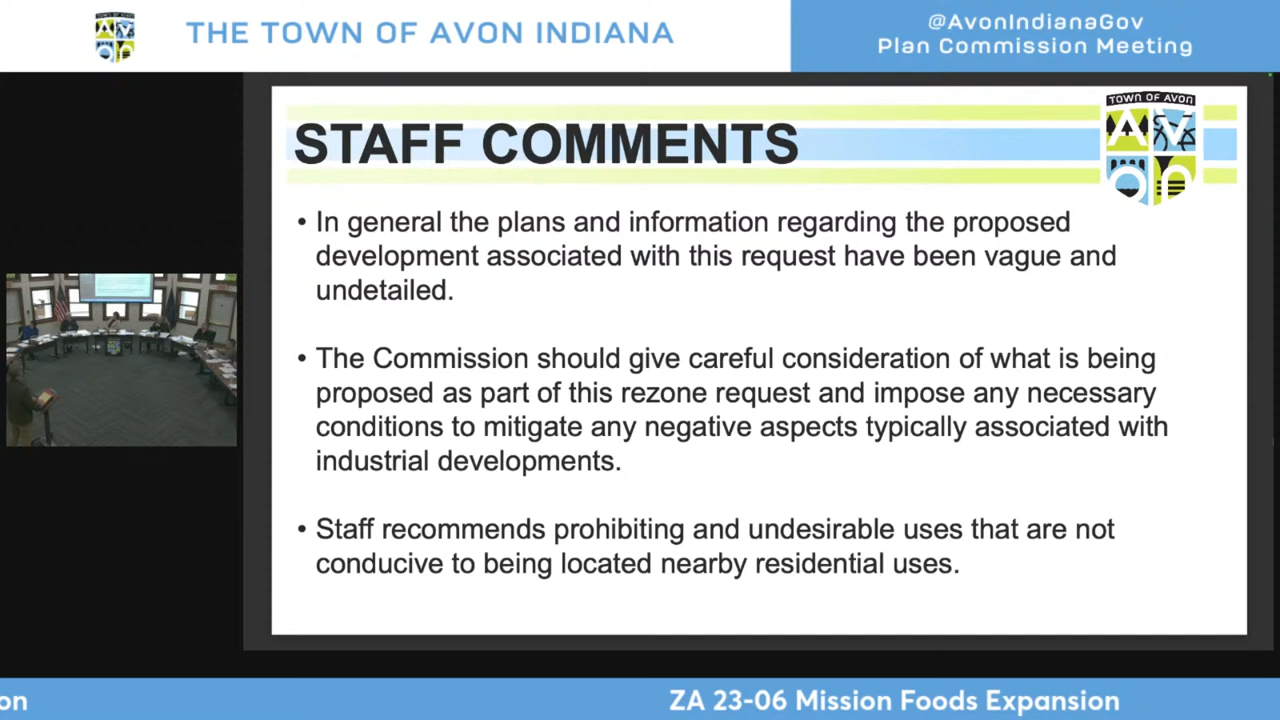 THE TOWN OF AVON INDIANA
@AvonIndianaGov
Plan Commission Meeting
TOWN OF AVON
Avon
STAFF COMMENTS
• In general the plans and information regarding the proposed
development associated with this request have been vague and
undetailed.
• The Commission should give careful consideration of what is being
proposed as part of this rezone request and impose any necessary
conditions to mitigate any negative aspects typically associated with
industrial developments.
• Staff recommends prohibiting and undesirable uses that are not
conducive to being located nearby residential uses.
on
ZA 23-06 Mission Foods Expansion